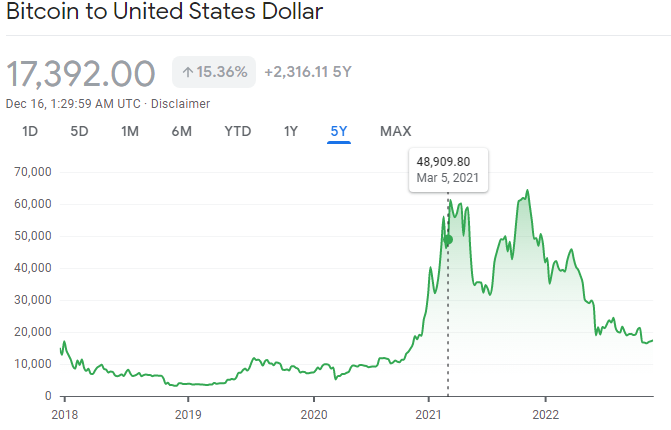 Bitcoin to United States Dollar
17,392.00 ↑ 15.36% +2,316.11 5Y
Dec 16, 1:29:59 AM UTC · Disclaimer
1D 5D 1M 6M YTD 1Y 5Y MAX
48,909.80
Mar 5, 2021
70,000
60,000
50,000
40,000
30,000
20,000
10,000
0
2018 2019 2020 2021 2022